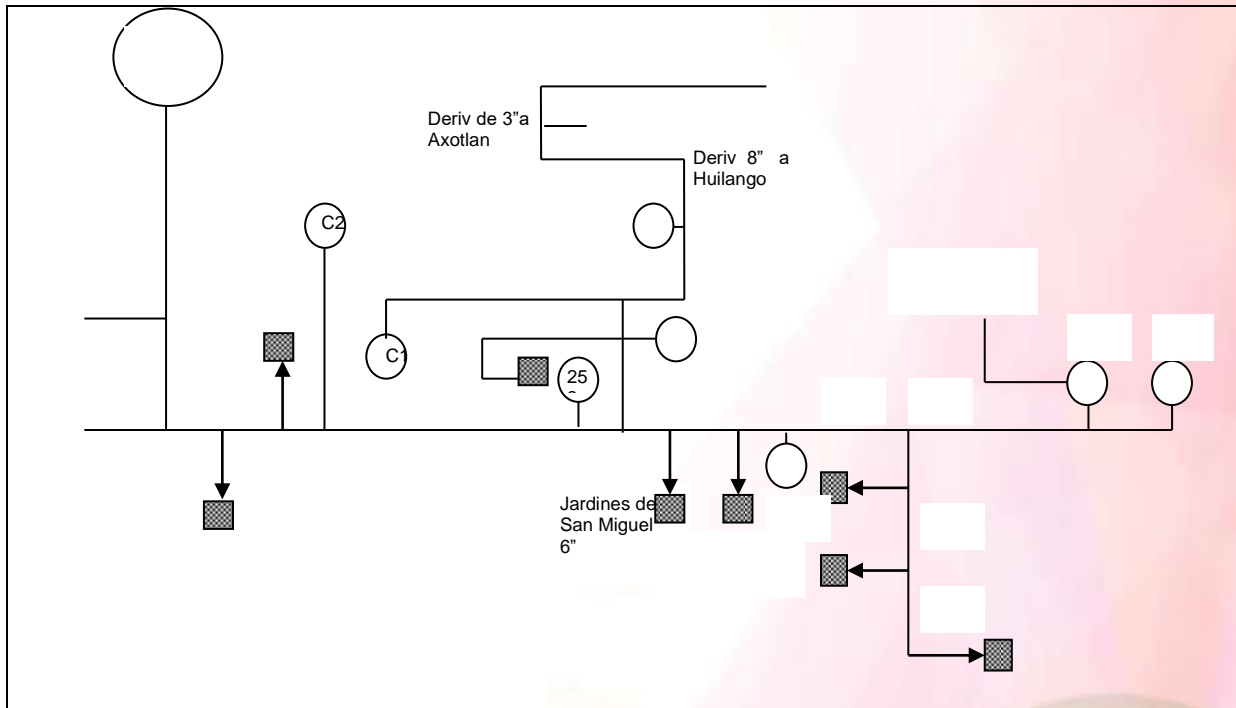 Deriv de 3”a
Axotlan
Deriv 8” a
Huilango
C2
C1
25
Jardines de
San Miguel
6”